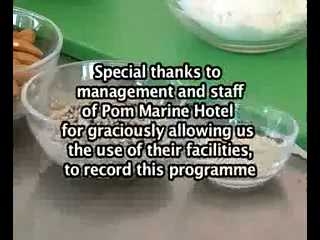 Special thanks to
management and staff
of Pom Marine Hotel
for graciously allowing us
the use of their facilities,
to record this programme